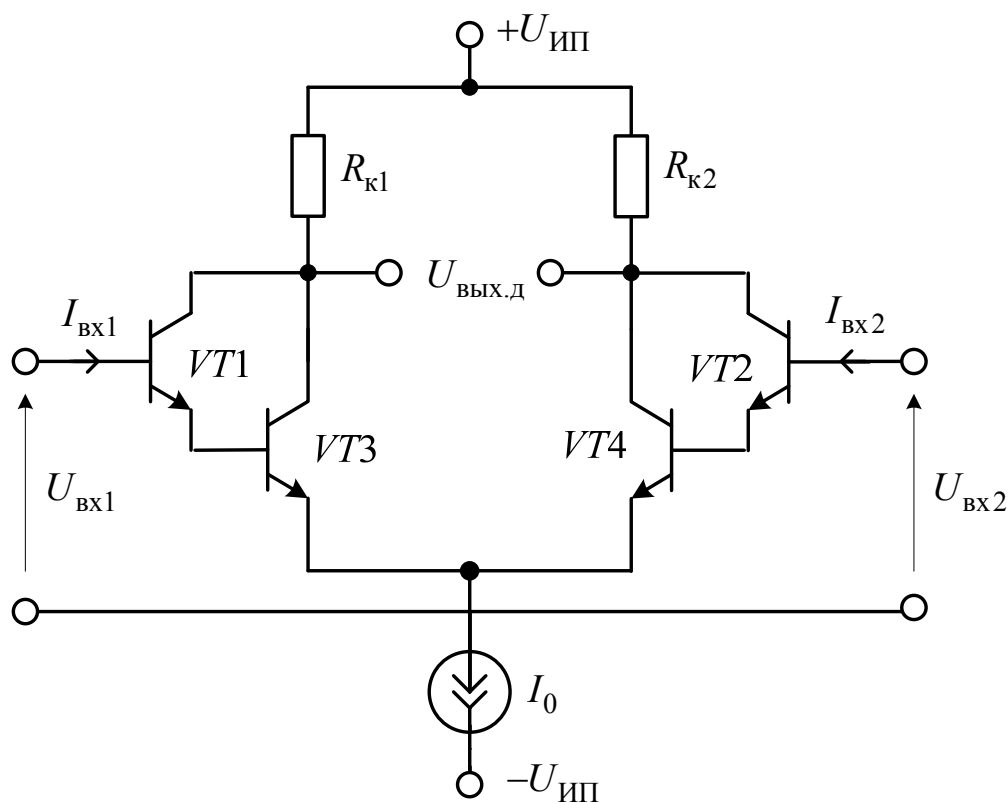 +U_ИП
R_к1
R_к2
U_вых.д
I_вх1
I_вх2
VT1
VT2
VT3
VT4
U_вх1
U_вх2
I_0
−U_ИП